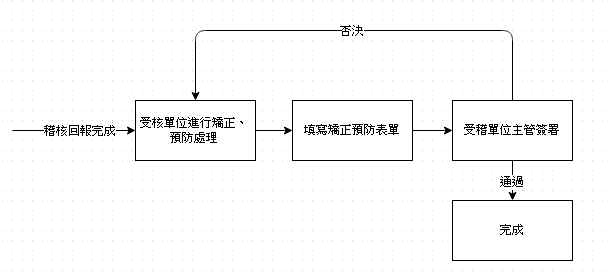 否決
稽核回報完成
受核單位進行矯正、
預防處理
填寫矯正預防表單
受稽單位主管簽署
通過
完成